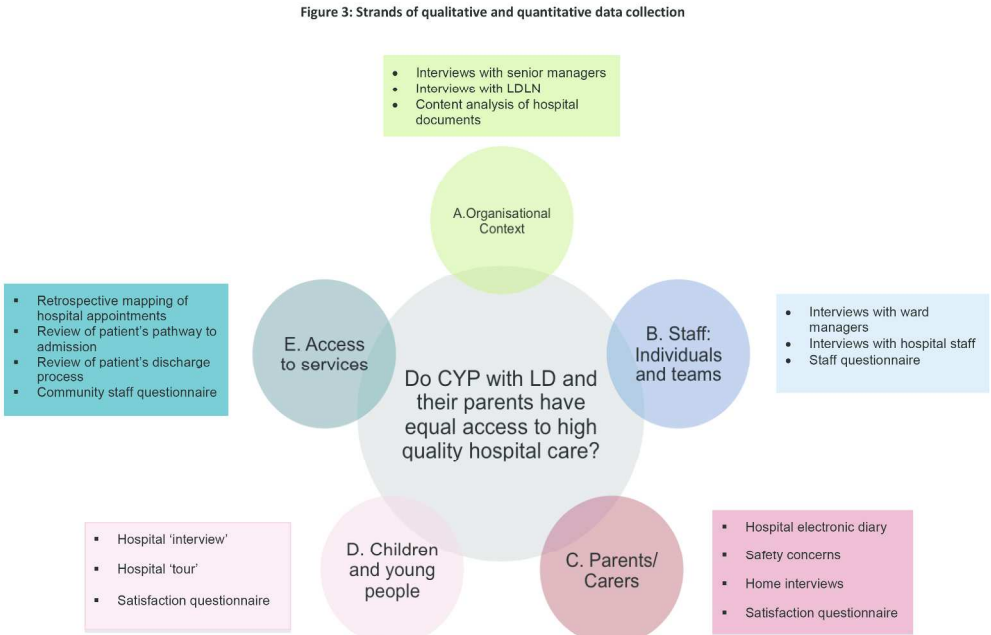 Figure 3: Strands of qualitative and quantitative data collection
• Interviews with senior managers
• Interviews with LDLN
• Content analysis of hospital
documents
A.Organisational
Context
▪ Retrospective mapping of
hospital appointments
▪ Review of patient's pathway to
admission
▪ Review of patient's discharge
process
▪ Community staff questionnaire
E. Access
to services
B. Staff:
Individuals
and teams
• Interviews with ward
managers
• Interviews with hospital staff
• Staff questionnaire
Do CYP with LD and
their parents have
equal access to high
quality hospital care?
▪ Hospital ‘interview’
▪ Hospital ‘tour’
▪ Satisfaction questionnaire
D. Children
and young
people
C. Parents/
Carers
▪ Hospital electronic diary
▪ Safety concerns
▪ Home interviews
▪ Satisfaction questionnaire